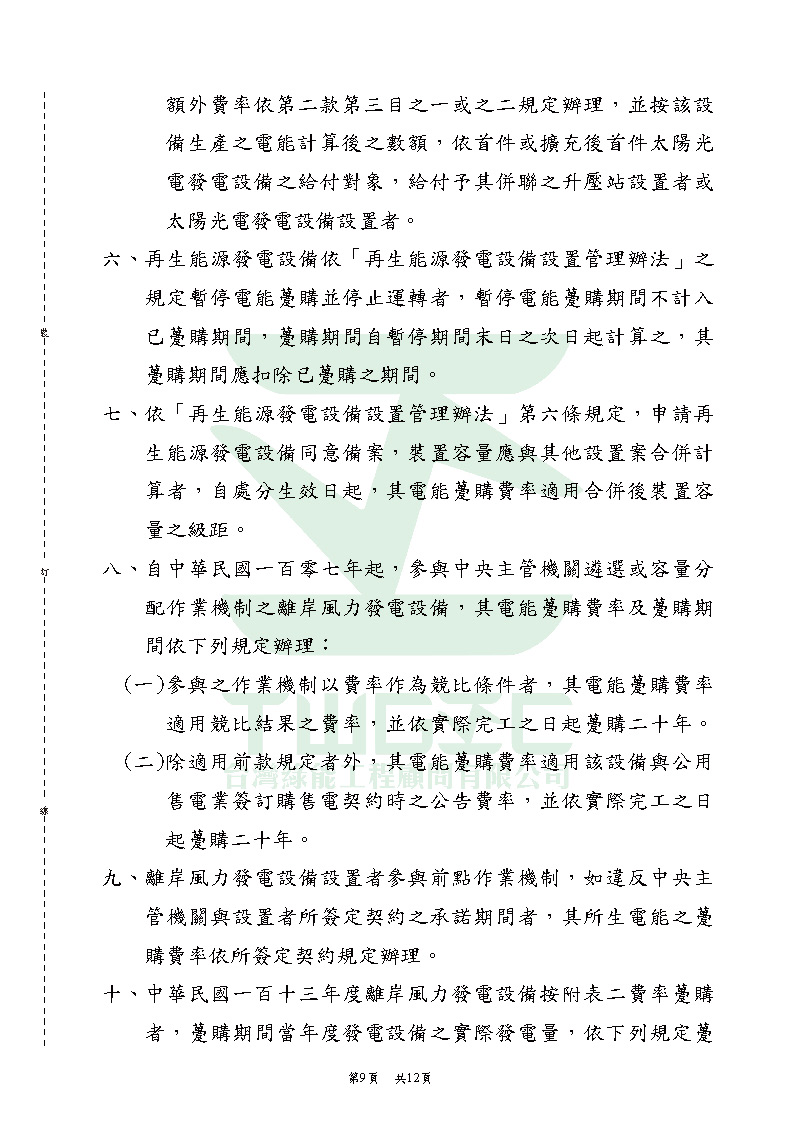 額外費率依第二款第三目之一或之二規定辦理，並按該設
備生產之電能計算後之數額，依首件或擴充後首件太陽光
電發電設備之給付對象，給付予其併聯之升壓站設置者或
太陽光電發電設備設置者。
六、再生能源發電設備依「再生能源發電設備設置管理辦法」之
規定暫停電能躉購並停止運轉者，暫停電能躉購期間不計入
已躉購期間，躉購期間自暫停期間末日之次日起計算之，其
躉購期間應扣除已躉購之期間。
七、依「再生能源發電設備設置管理辦法」第六條規定，申請再
生能源發電設備同意備案，裝置容量應與其他設置案合併計
算者，自處分生效日起，其電能躉購費率適用合併後裝置容
量之級距。
八、自中華民國一百零七年起，參與中央主管機關遴選或容量分
配作業機制之離岸風力發電設備，其電能躉購費率及躉購期
間依下列規定辦理：
(一)參與之作業機制以費率作為競比條件者，其電能躉購費率
適用競比結果之費率，並依實際完工之日起躉購二十年。
(二)除適用前款規定者外，其電能躉購費率適用該設備與公用
售電業簽訂購售電契約時之公告費率，並依實際完工之日
起躉購二十年。
九、離岸風力發電設備設置者參與前點作業機制，如違反中央主
管機關與設置者所簽定契約之承諾期間者，其所生電能之躉
購費率依所簽定契約規定辦理。
十、中華民國一百十三年度離岸風力發電設備按附表二費率躉購
者，躉購期間當年度發電設備之實際發電量，依下列規定躉
第9頁 共12頁
裝
訂
線
台灣綠能工程顧問有限公司